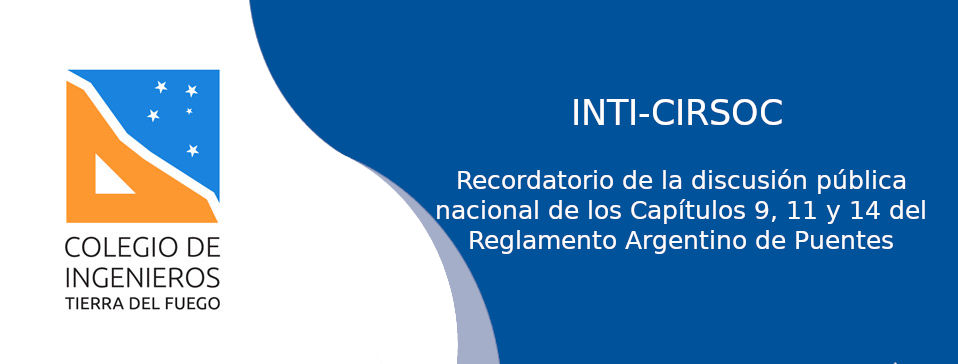 COLEGIO DE
INGENIEROS
TIERRA DEL FUEGO
INTI-CIRSOC
Recordatorio de la discusión pública
nacional de los Capítulos 9, 11 y 14 del
Reglamento Argentino de Puentes